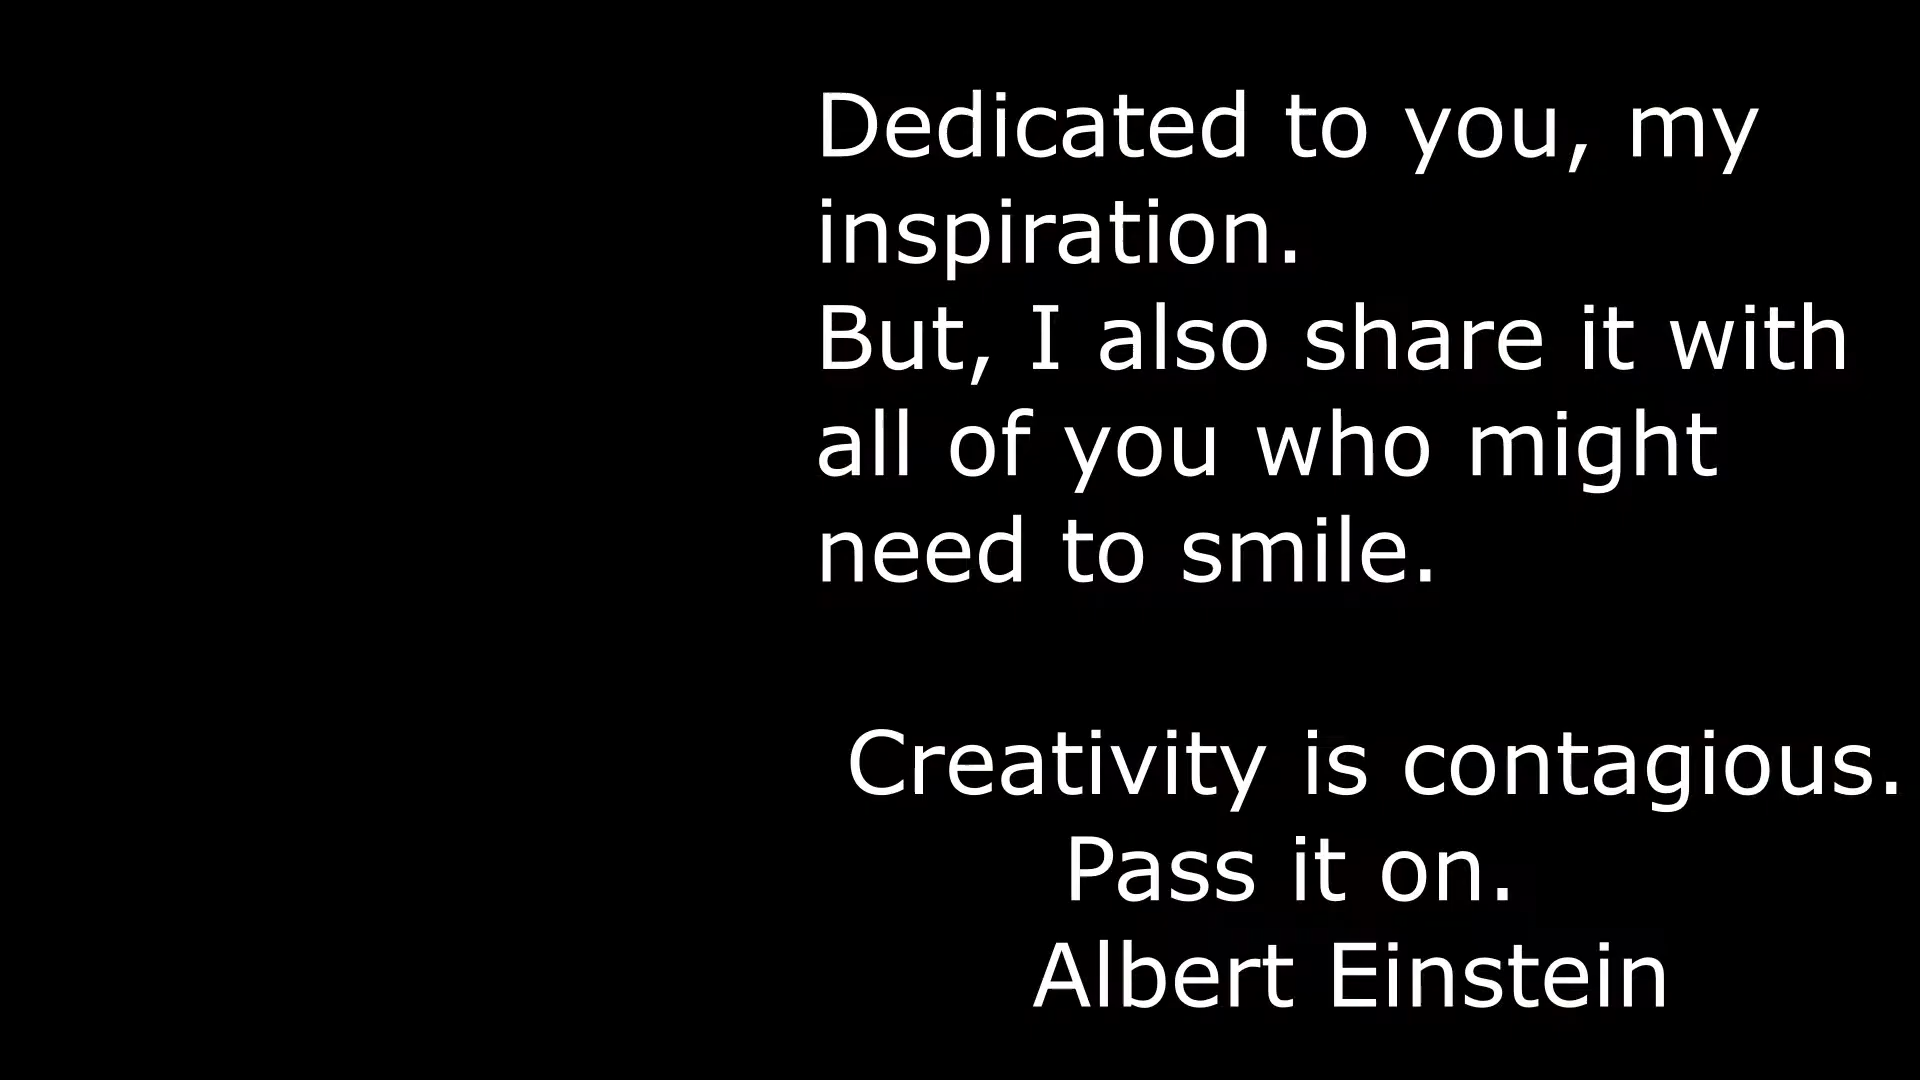 Dedicated to you, my
inspiration.
But, I also share it with
all of you who might
need to smile.
Creativity is contagious.
Pass it on.
Albert Einstein